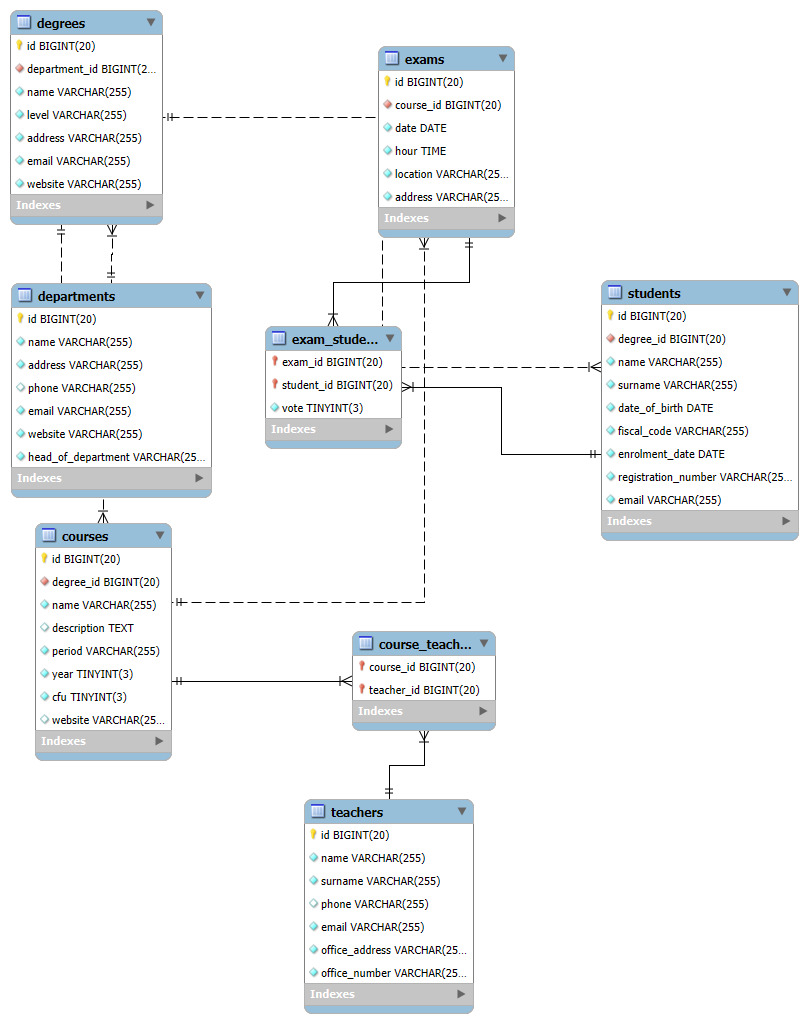 degrees
id BIGINT(20)
department_id BIGINT(2...
name VARCHAR(255)
level VARCHAR(255)
address VARCHAR(255)
email VARCHAR(255)
website VARCHAR(255)
Indexes
exams
id BIGINT(20)
course_id BIGINT(20)
date DATE
hour TIME
location VARCHAR(25...
address VARCHAR(25...
Indexes
departments
id BIGINT(20)
name VARCHAR(255)
address VARCHAR(255)
phone VARCHAR(255)
email VARCHAR(255)
website VARCHAR(255)
head_of_department VARCHAR(25...
Indexes
exam_stude...
exam_id BIGINT(20)
student_id BIGINT(20)
vote TINYINT(3)
Indexes
students
id BIGINT(20)
degree_id BIGINT(20)
name VARCHAR(255)
surname VARCHAR(255)
date_of_birth DATE
fiscal_code VARCHAR(255)
enrolment_date DATE
registration_number VARCHAR(25...
email VARCHAR(255)
Indexes
courses
id BIGINT(20)
degree_id BIGINT(20)
name VARCHAR(255)
description TEXT
period VARCHAR(255)
year TINYINT(3)
cfu TINYINT(3)
website VARCHAR(25...
Indexes
course_teach...
course_id BIGINT(20)
teacher_id BIGINT(20)
Indexes
teachers
id BIGINT(20)
name VARCHAR(255)
surname VARCHAR(255)
phone VARCHAR(255)
email VARCHAR(255)
office_address VARCHAR(25...
office_number VARCHAR(25...
Indexes